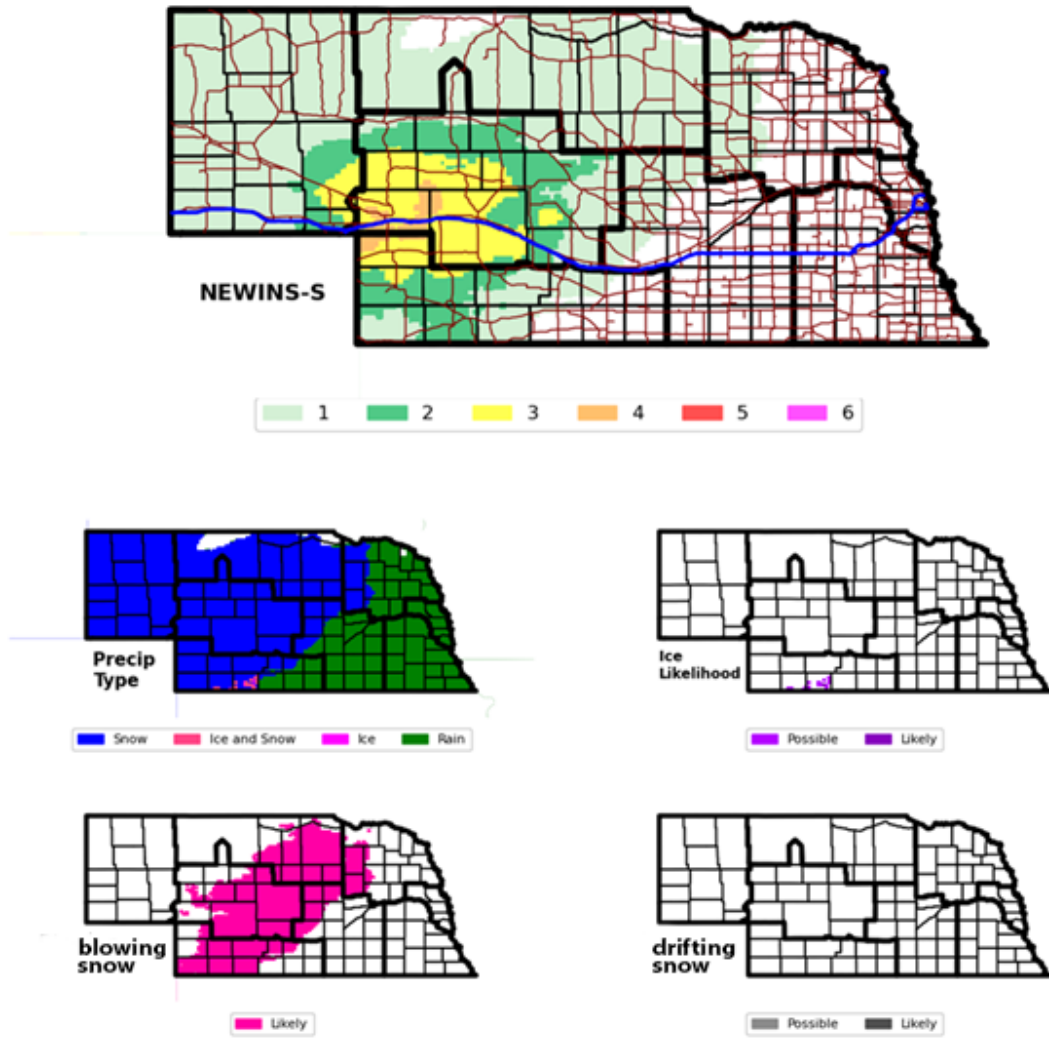 NEWINS-S
1 2 3 4 5 6
Precip
Type
Ice
Likelihood
Snow Ice and Snow Ice Rain
Possible Likely
blowing
snow
drifting
snow
Likely
Possible Likely